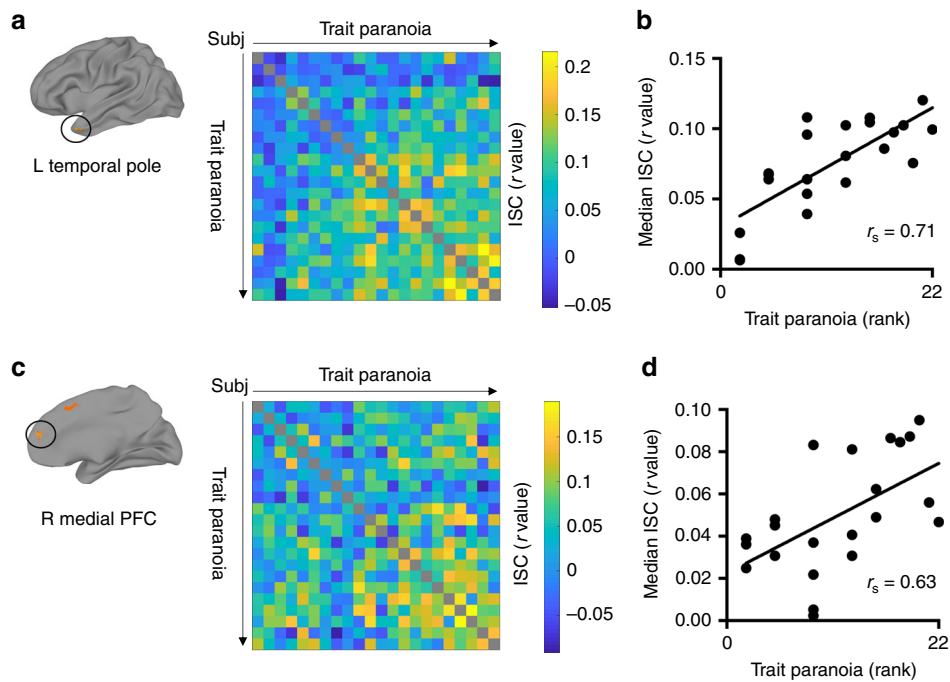 a
Subj
Trait paranoia
Trait paranoia
L temporal pole
0.2
0.15
0.1
0.05
0
−0.05
ISC (r value)
b
0.15
0.10
0.05
0.00
Median ISC (r value)
rs = 0.71
0
22
Trait paranoia (rank)
c
Subj
Trait paranoia
Trait paranoia
R medial PFC
0.15
0.1
0.05
0
−0.05
ISC (r value)
d
0.10
0.08
0.06
0.04
0.02
0.00
Median ISC (r value)
rs = 0.63
0
22
Trait paranoia (rank)